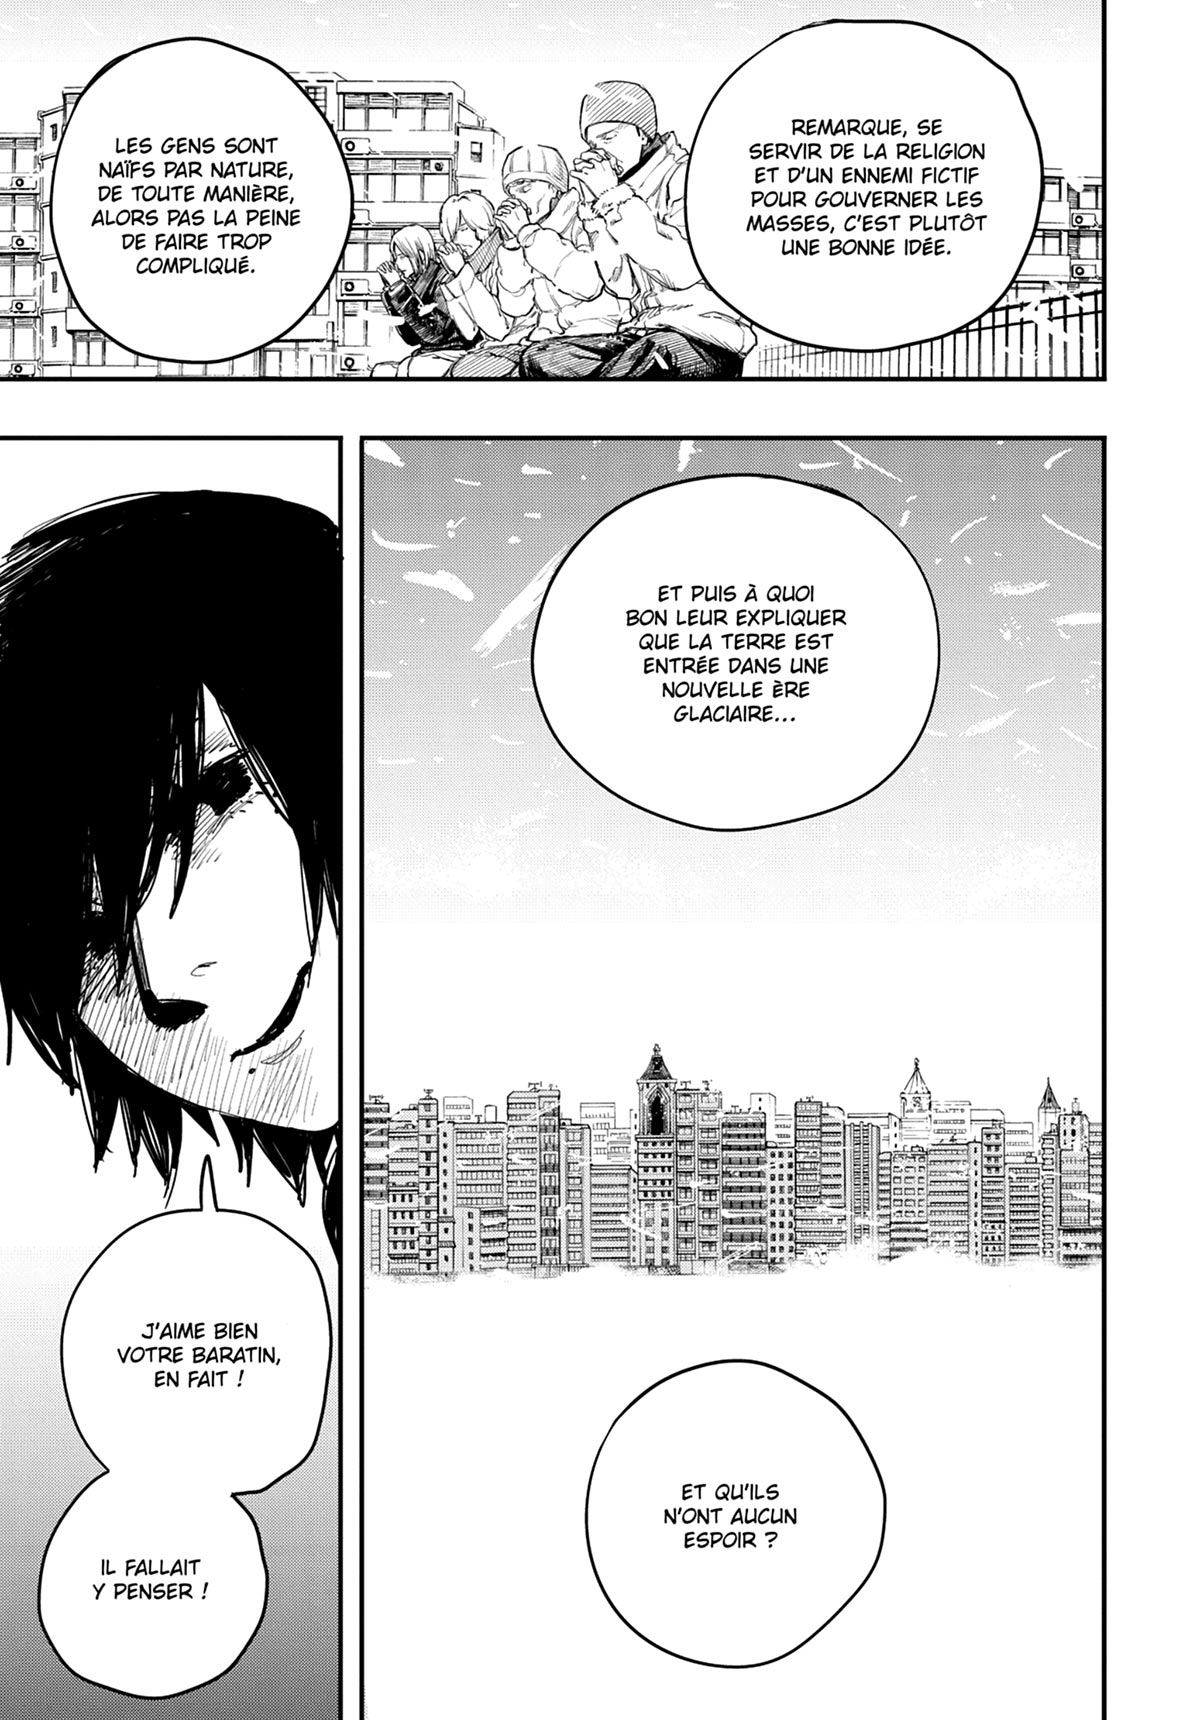 REMARQUE, SE
SERVIR DE LA RELIGION
ET D'UN ENNEMI FICTIF
POUR GOUVERNER LES
MASSES, C'EST PLUTÔT
UNE BONNE IDÉE.
LES GENS SONT
NAÏFS PAR NATURE,
DE TOUTE MANIÈRE,
ALORS PAS LA PEINE
DE FAIRE TROP
COMPLIQUÉ.
ET PUIS À QUOI
BON LEUR EXPLIQUER
QUE LA TERRE EST
ENTRÉE DANS UNE
NOUVELLE ÈRE
GLACIAIRE...
ET QU'ILS
N'ONT AUCUN
ESPOIR ?
J'AIME BIEN
VOTRE BARATIN,
EN FAIT !
IL FALLAIT
Y PENSER !